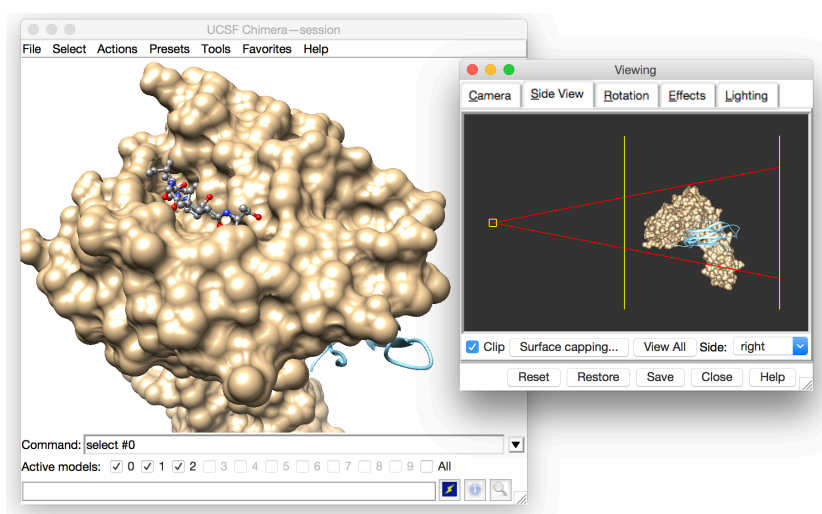 UCSF Chimera—session
File Select Actions Presets Tools Favorites Help
Viewing
Camera Side View Rotation Effects Lighting
Clip Surface capping... View All Side: right
Reset Restore Save Close Help
Command: select #0
Active models: 0 1 2 3 4 5 6 7 8 9 All